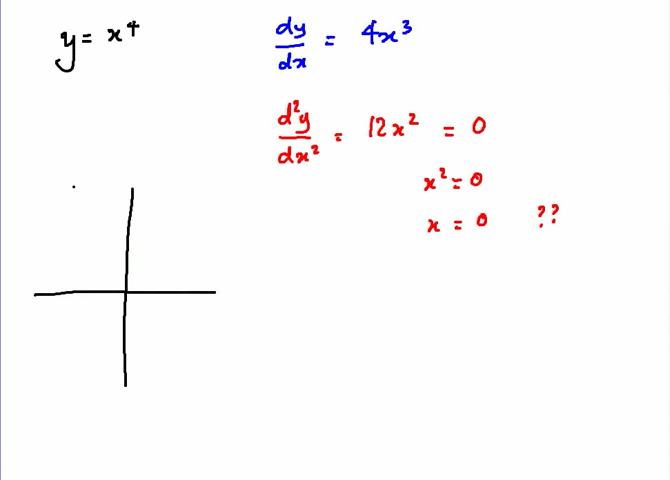 y = x⁴
dy/dx = 4x³
d²y/dx² = 12x² = 0
x² = 0
x = 0 ??